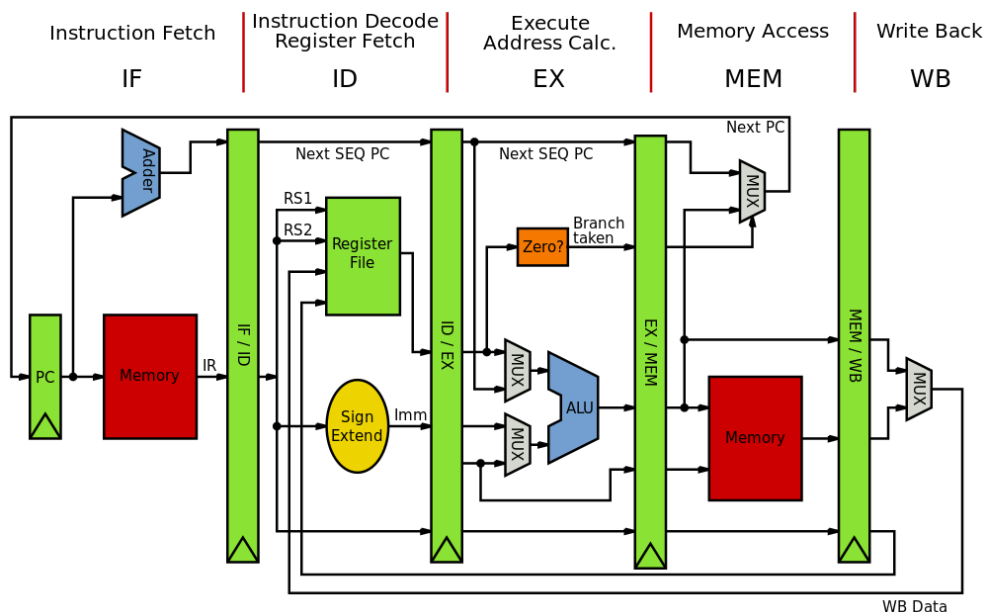 Instruction Fetch
Instruction Decode
Register Fetch
Execute
Address Calc.
Memory Access
Write Back
IF
ID
EX
MEM
WB
Next PC
Adder
Next SEQ PC
Next SEQ PC
MUX
RS1
RS2
Register
File
Branch
taken
Zero?
IF / ID
ID / EX
EX / MEM
MEM / WB
PC
Memory
IR
MUX
MUX
ALU
Sign
Extend
Imm
MUX
Memory
WB Data